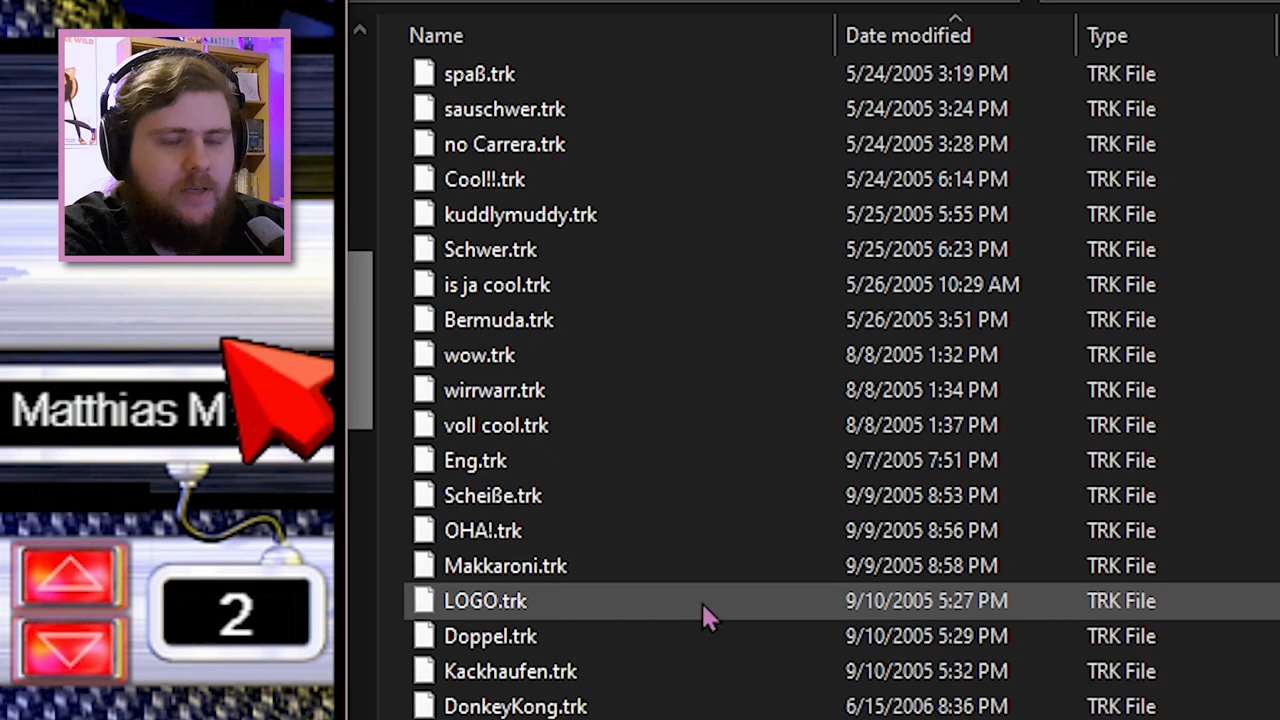 Name Date modified Type
spaß.trk 5/24/2005 3:19 PM TRK File
sauschwer.trk 5/24/2005 3:24 PM TRK File
no Carrera.trk 5/24/2005 3:28 PM TRK File
Cool!!.trk 5/24/2005 6:14 PM TRK File
kuddlymuddy.trk 5/25/2005 5:55 PM TRK File
Schwer.trk 5/25/2005 6:23 PM TRK File
is ja cool.trk 5/26/2005 10:29 AM TRK File
Bermuda.trk 5/26/2005 3:51 PM TRK File
wow.trk 8/8/2005 1:32 PM TRK File
wirrwarr.trk 8/8/2005 1:34 PM TRK File
voll cool.trk 8/8/2005 1:37 PM TRK File
Eng.trk 9/7/2005 7:51 PM TRK File
Scheiße.trk 9/9/2005 8:53 PM TRK File
OHA!.trk 9/9/2005 8:56 PM TRK File
Makkaroni.trk 9/9/2005 8:58 PM TRK File
LOGO.trk 9/10/2005 5:27 PM TRK File
Doppel.trk 9/10/2005 5:29 PM TRK File
Kackhaufen.trk 9/10/2005 5:32 PM TRK File
DonkeyKong.trk 6/15/2006 8:36 PM TRK File
Matthias M
2